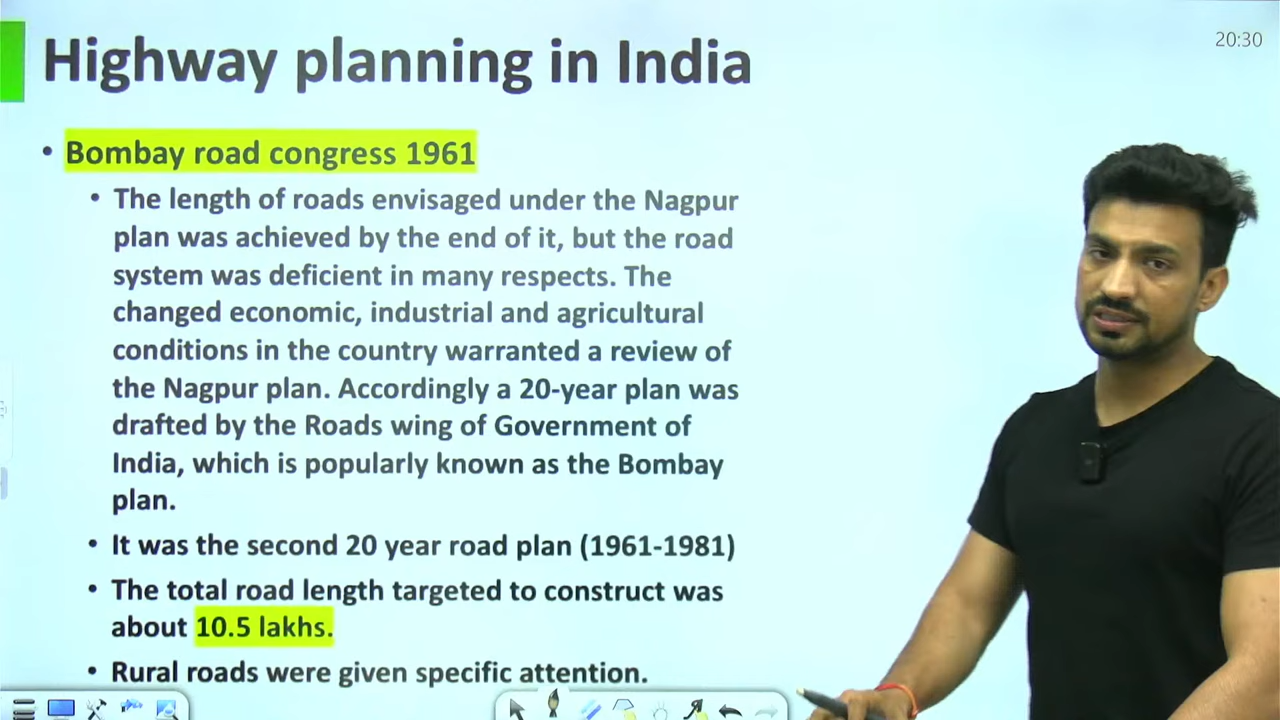 Highway planning in India
20:30
• Bombay road congress 1961
• The length of roads envisaged under the Nagpur
plan was achieved by the end of it, but the road
system was deficient in many respects. The
changed economic, industrial and agricultural
conditions in the country warranted a review of
the Nagpur plan. Accordingly a 20-year plan was
drafted by the Roads wing of Government of
India, which is popularly known as the Bombay
plan.
• It was the second 20 year road plan (1961-1981)
• The total road length targeted to construct was
about 10.5 lakhs.
• Rural roads were given specific attention.